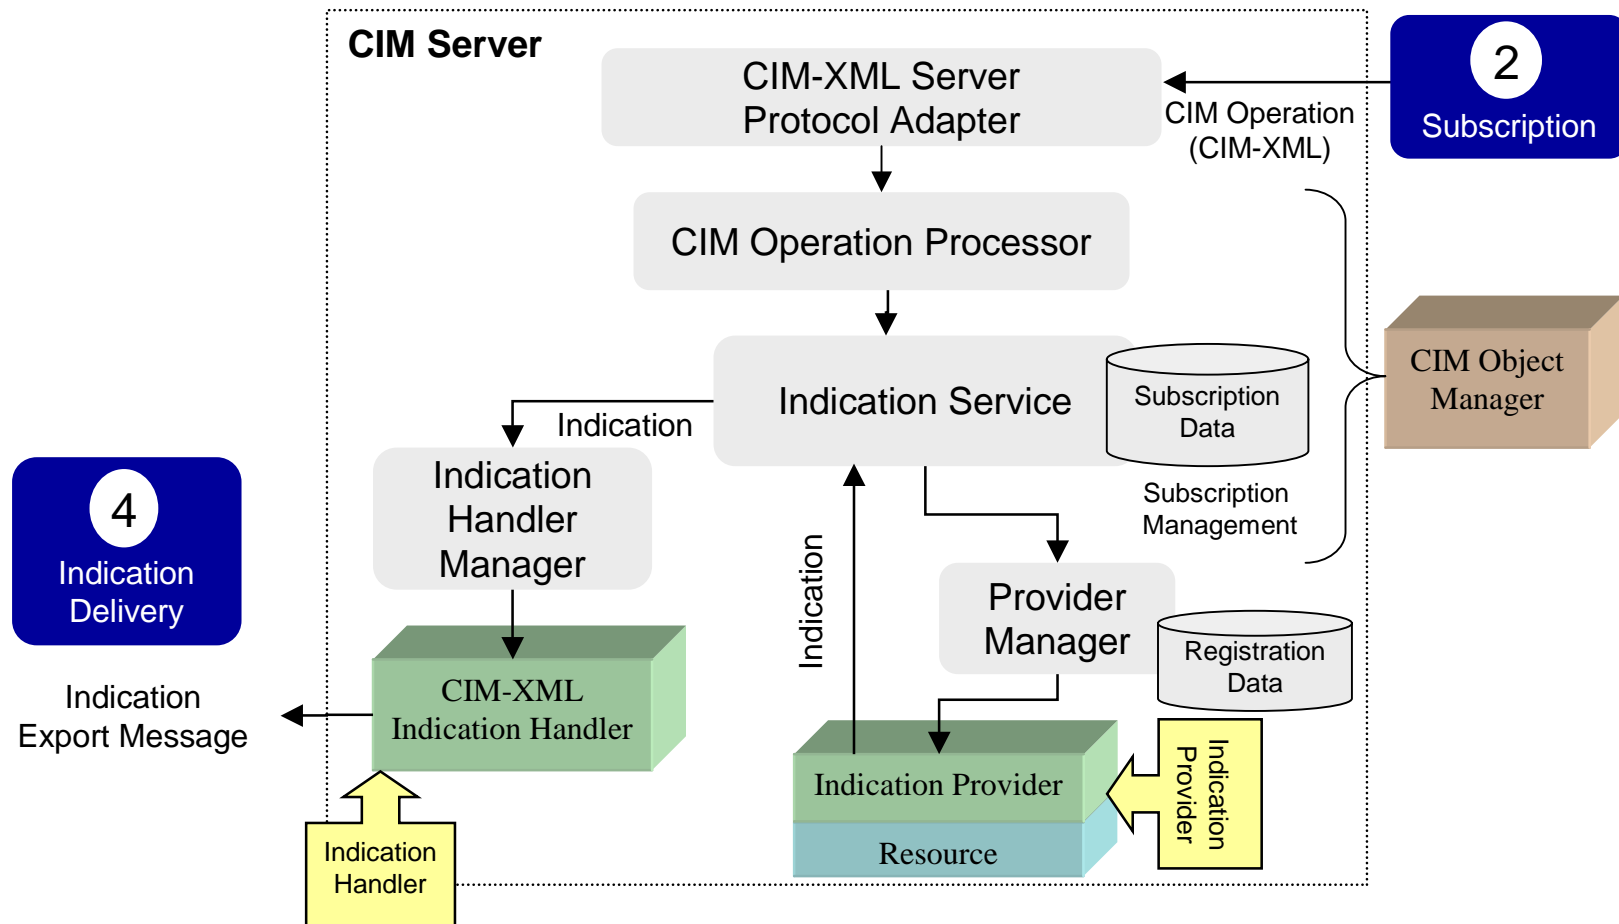 CIM Server
CIM-XML Server
Protocol Adapter
2
Subscription
CIM Operation
(CIM-XML)
CIM Operation Processor
Indication Service
Subscription
Data
CIM Object
Manager
Indication
Indication
Handler
Manager
Subscription
Management
4
Indication
Delivery
Indication
Provider
Manager
Registration
Data
CIM-XML
Indication Handler
Indication
Export Message
Indication Provider
Resource
Indication
Provider
Indication
Handler